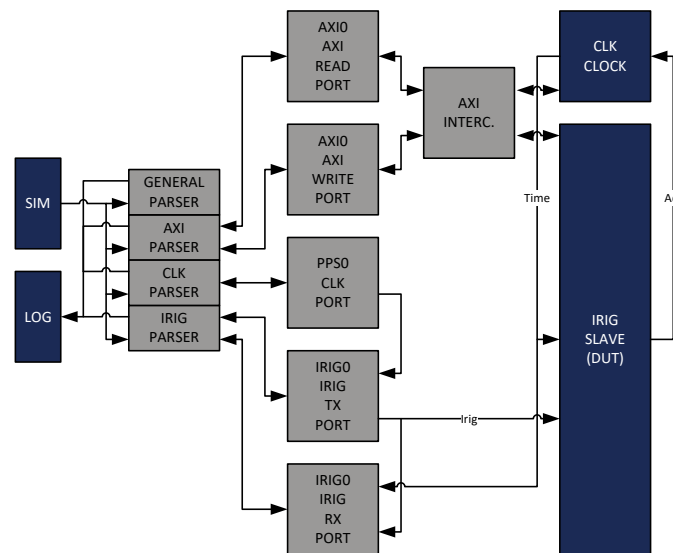 AXI0
AXI
READ
PORT
CLK
CLOCK
AXI
INTERC.
AXI0
AXI
WRITE
PORT
SIM
GENERAL
PARSER
AXI
PARSER
CLK
PARSER
IRIG
PARSER
LOG
PPS0
CLK
PORT
Time
IRIG
SLAVE
(DUT)
IRIG0
IRIG
TX
PORT
Irig
IRIG0
IRIG
RX
PORT